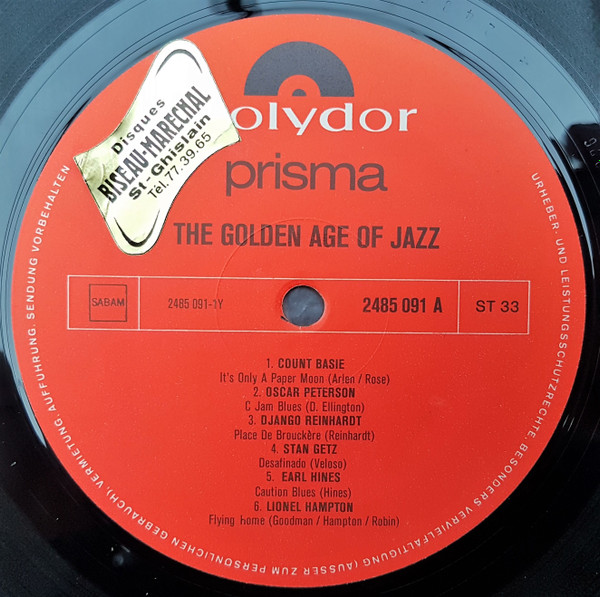 Disques
BISEAU-MARECHAL
St-Ghislain
Tél. 77.39.65
olydor
prisma
THE GOLDEN AGE OF JAZZ
SABAM
2485 091-1Y
2485 091 A
ST 33
1. COUNT BASIE
It's Only A Paper Moon (Arlen / Rose)
2. OSCAR PETERSON
C Jam Blues (D. Ellington)
3. DJANGO REINHARDT
Place De Brouckère (Reinhardt)
4. STAN GETZ
Desafinado (Veloso)
5. EARL HINES
Caution Blues (Hines)
6. LIONEL HAMPTON
Flying home (Goodman / Hampton / Robin)
URHEBER- UND LEISTUNGSSCHUTZRECHTE, BESONDERS VERVIELFÄLTIGUNG (AUSSER ZUM PERSÖNLICHEN GEBRAUCH), VERMIETUNG, AUFFÜHRUNG, SENDUNG VORBEHALTEN